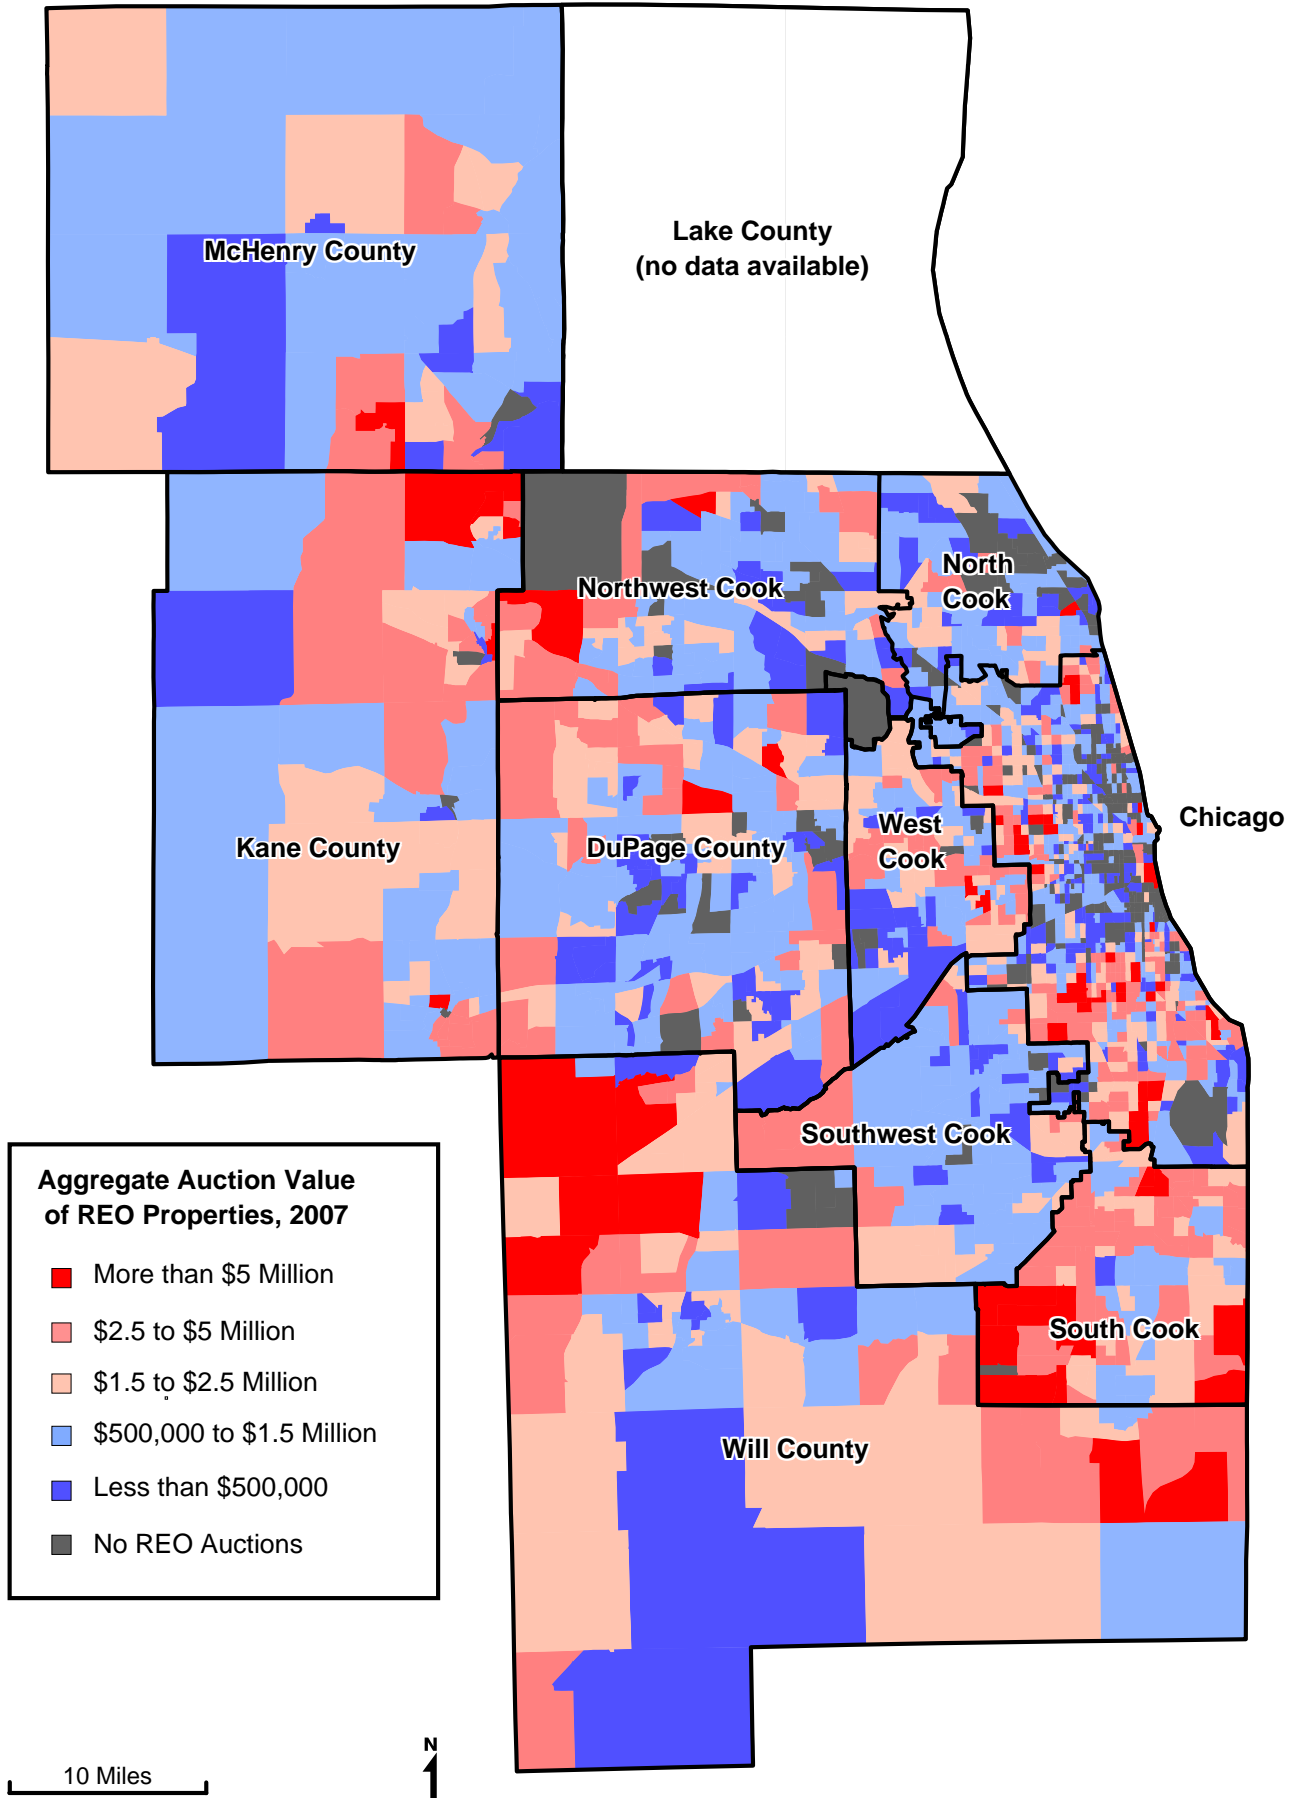 Lake County
(no data available)
McHenry County
North
Cook
Northwest Cook
Chicago
West
Cook
Kane County
DuPage County
Southwest Cook
Aggregate Auction Value
of REO Properties, 2007
More than $5 Million
$2.5 to $5 Million
$1.5 to $2.5 Million
$500,000 to $1.5 Million
Less than $500,000
No REO Auctions
South Cook
Will County
N
10 Miles